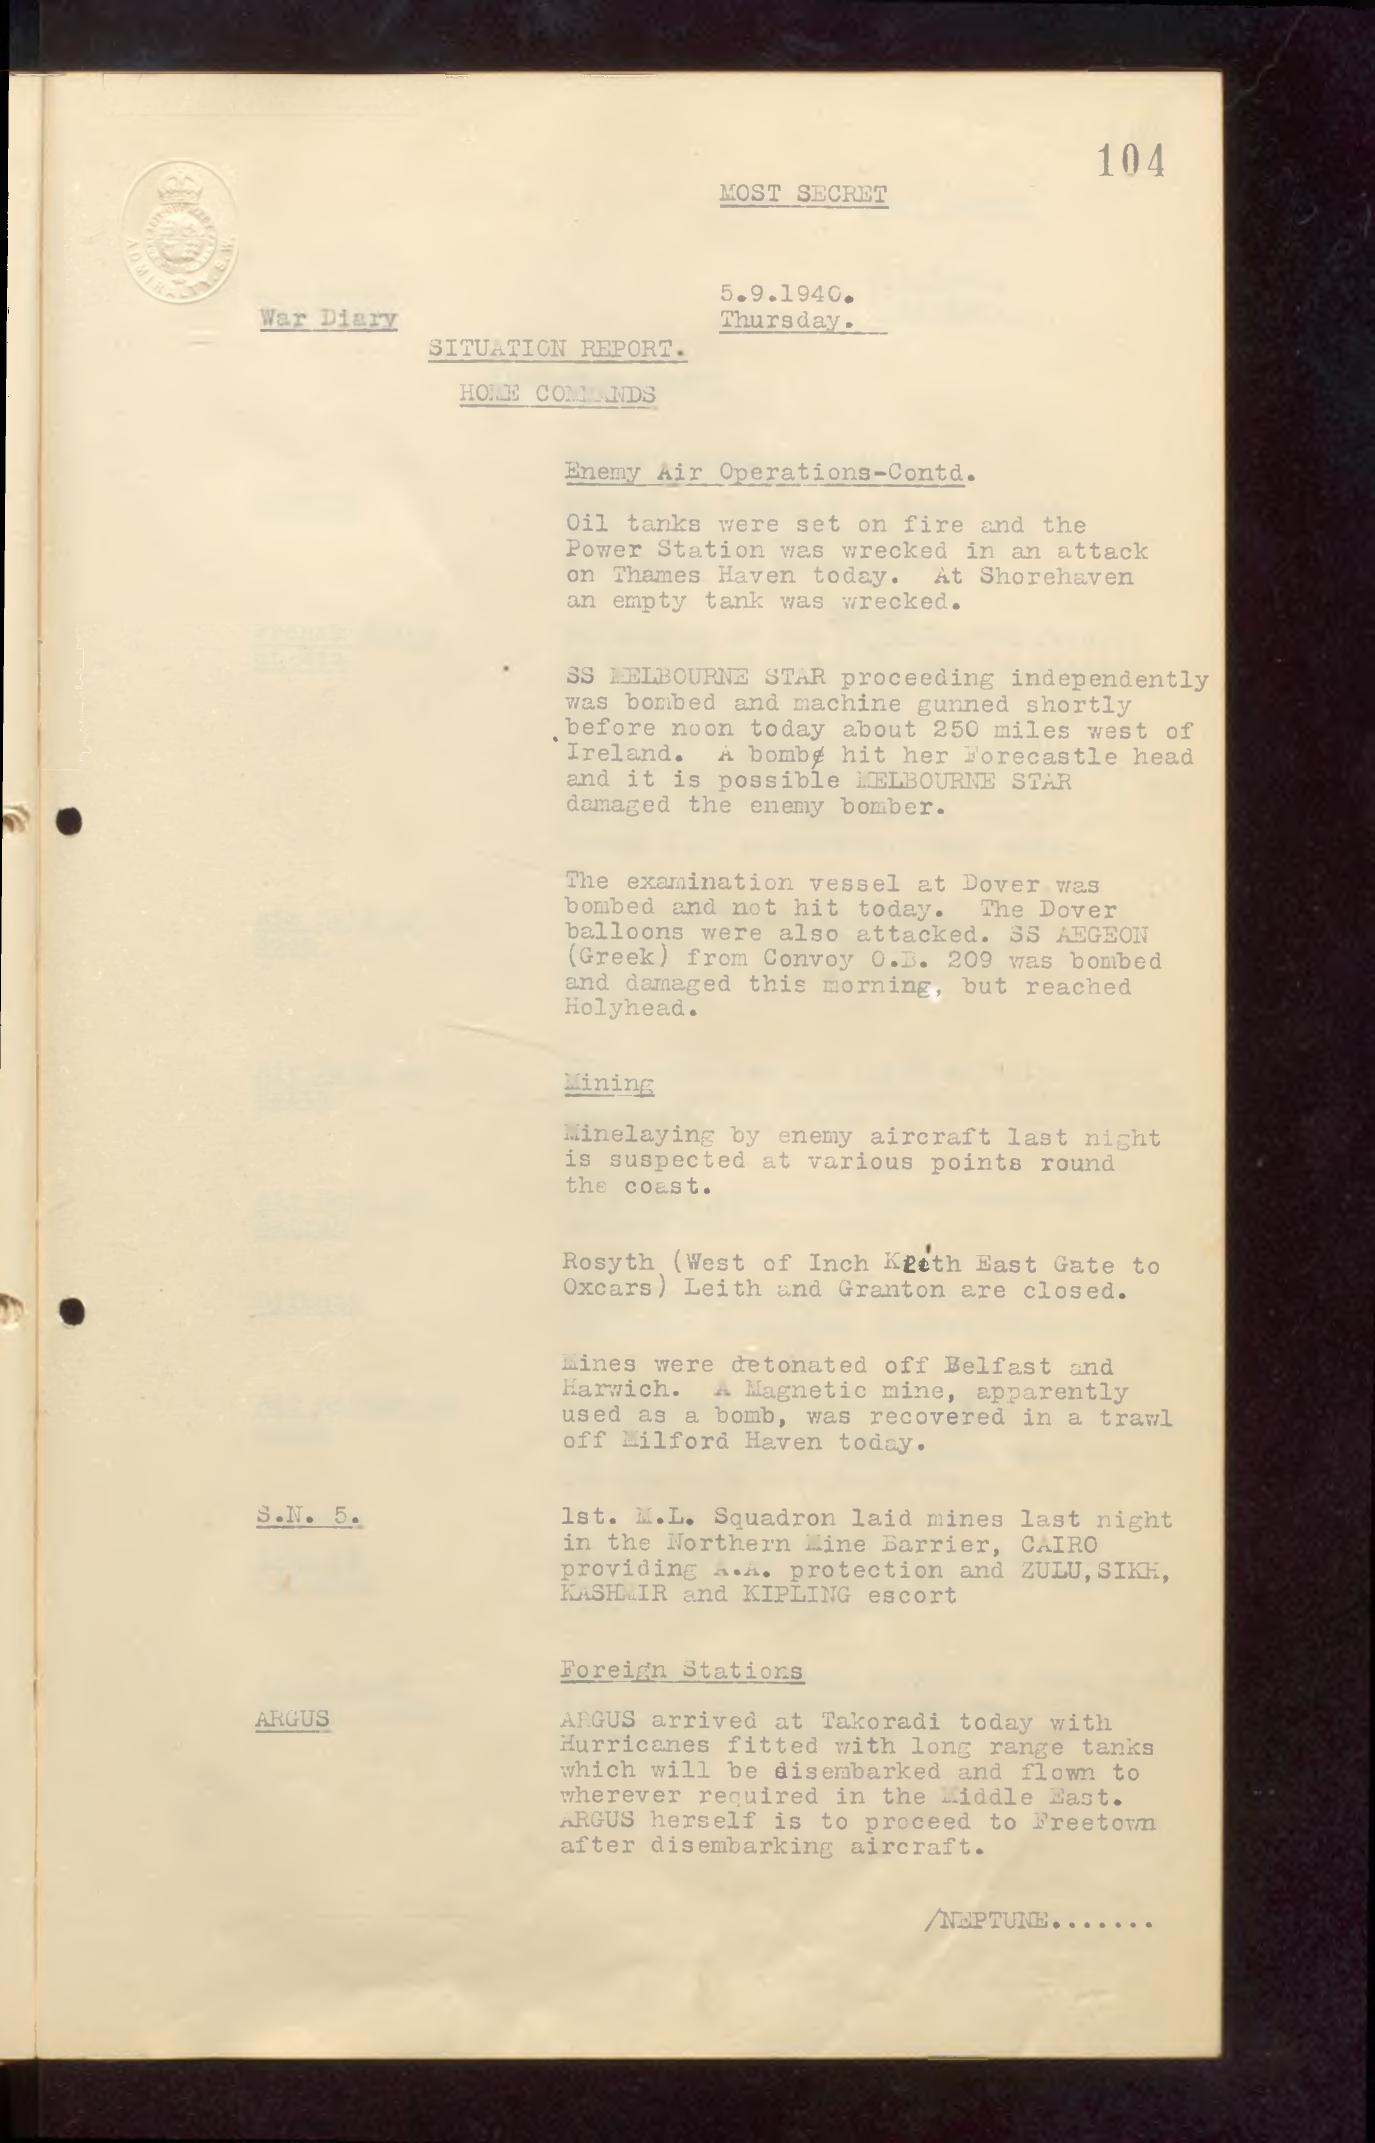 104
MOST SECRET
ADMIRALTY. S.W.
5.9.1940.
Thursday.
War Diary
SITUATION REPORT.
HOME COMMANDS
Enemy Air Operations-Contd.
Oil tanks were set on fire and the
Power Station was wrecked in an attack
on Thames Haven today. At Shorehaven
an empty tank was wrecked.
SS MELBOURNE STAR proceeding independently
was bombed and machine gunned shortly
before noon today about 250 miles west of
Ireland. A bomb hit her Forecastle head
and it is possible MELBOURNE STAR
damaged the enemy bomber.
The examination vessel at Dover was
bombed and not hit today. The Dover
balloons were also attacked. SS AEGEON
(Greek) from Convoy O.B. 209 was bombed
and damaged this morning, but reached
Holyhead.
Mining
Minelaying by enemy aircraft last night
is suspected at various points round
the coast.
Rosyth (West of Inch Keith East Gate to
Oxcars) Leith and Granton are closed.
Mines were detonated off Belfast and
Harwich. A Magnetic mine, apparently
used as a bomb, was recovered in a trawl
off Milford Haven today.
S.N. 5.
1st. M.L. Squadron laid mines last night
in the Northern Mine Barrier, CAIRO
providing A.A. protection and ZULU,SIKH,
KASHMIR and KIPLING escort
Foreign Stations
ARGUS
ARGUS arrived at Takoradi today with
Hurricanes fitted with long range tanks
which will be disembarked and flown to
wherever required in the Middle East.
ARGUS herself is to proceed to Freetown
after disembarking aircraft.
/NEPTUNE.......